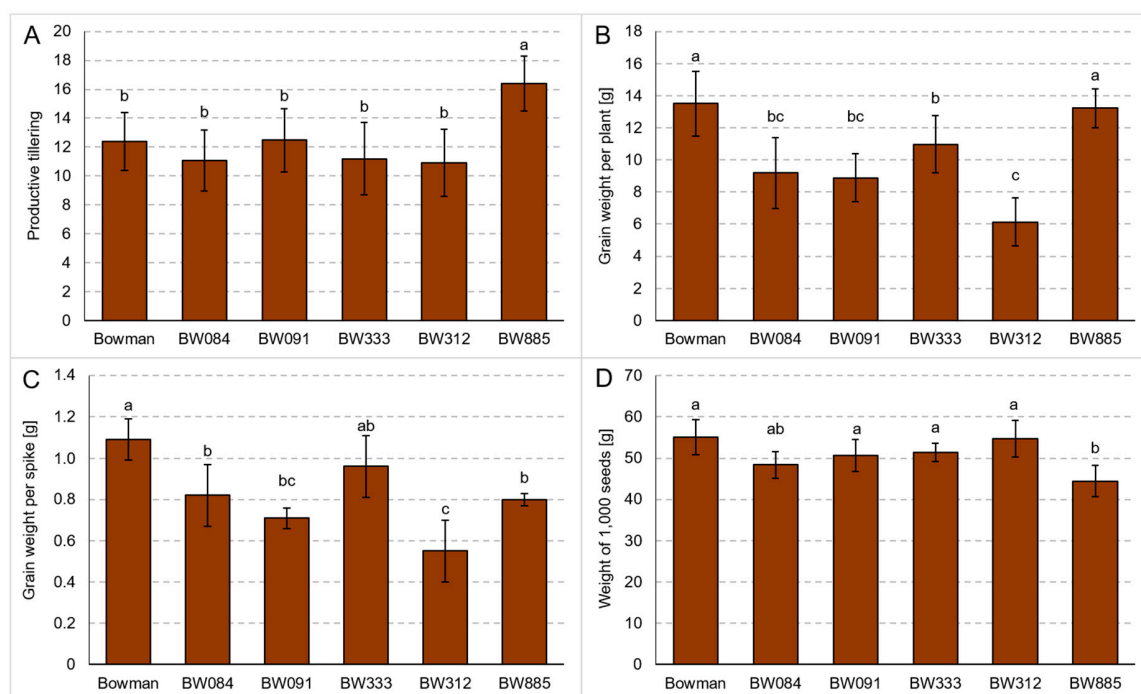 A
Productive tillering
20
18
16
14
12
10
8
6
4
2
0
b
b
b
b
b
a
Bowman BW084 BW091 BW333 BW312 BW885
B
Grain weight per plant [g]
18
16
14
12
10
8
6
4
2
0
a
bc
bc
b
c
a
Bowman BW084 BW091 BW333 BW312 BW885
C
Grain weight per spike [g]
1.4
1.2
1.0
0.8
0.6
0.4
0.2
0
a
b
bc
ab
c
b
Bowman BW084 BW091 BW333 BW312 BW885
D
Weight of 1,000 seeds [g]
70
60
50
40
30
20
10
0
a
ab
a
a
a
b
Bowman BW084 BW091 BW333 BW312 BW885